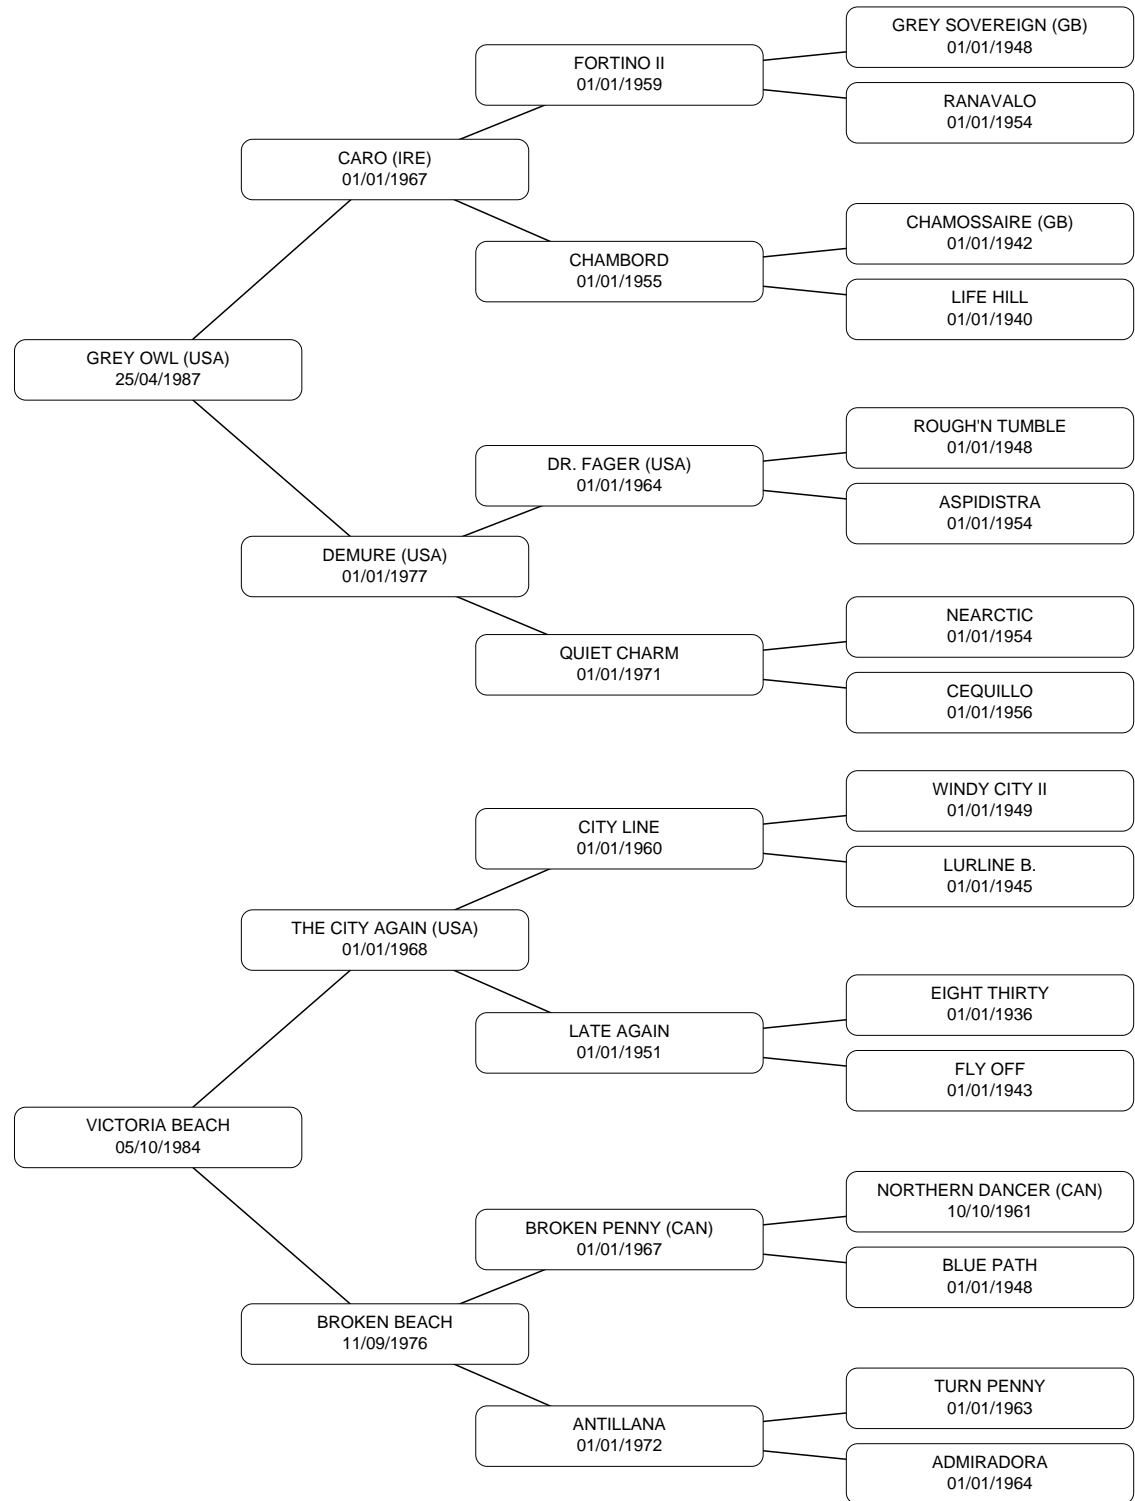 GREY SOVEREIGN (GB)
01/01/1948
FORTINO II
01/01/1959
RANAVALO
01/01/1954
CARO (IRE)
01/01/1967
CHAMOSSAIRE (GB)
01/01/1942
CHAMBORD
01/01/1955
LIFE HILL
01/01/1940
GREY OWL (USA)
25/04/1987
ROUGH'N TUMBLE
01/01/1948
DR. FAGER (USA)
01/01/1964
ASPIDISTRA
01/01/1954
DEMURE (USA)
01/01/1977
NEARCTIC
01/01/1954
QUIET CHARM
01/01/1971
CEQUILLO
01/01/1956
WINDY CITY II
01/01/1949
CITY LINE
01/01/1960
LURLINE B.
01/01/1945
THE CITY AGAIN (USA)
01/01/1968
EIGHT THIRTY
01/01/1936
LATE AGAIN
01/01/1951
FLY OFF
01/01/1943
VICTORIA BEACH
05/10/1984
NORTHERN DANCER (CAN)
10/10/1961
BROKEN PENNY (CAN)
01/01/1967
BLUE PATH
01/01/1948
BROKEN BEACH
11/09/1976
TURN PENNY
01/01/1963
ANTILLANA
01/01/1972
ADMIRADORA
01/01/1964